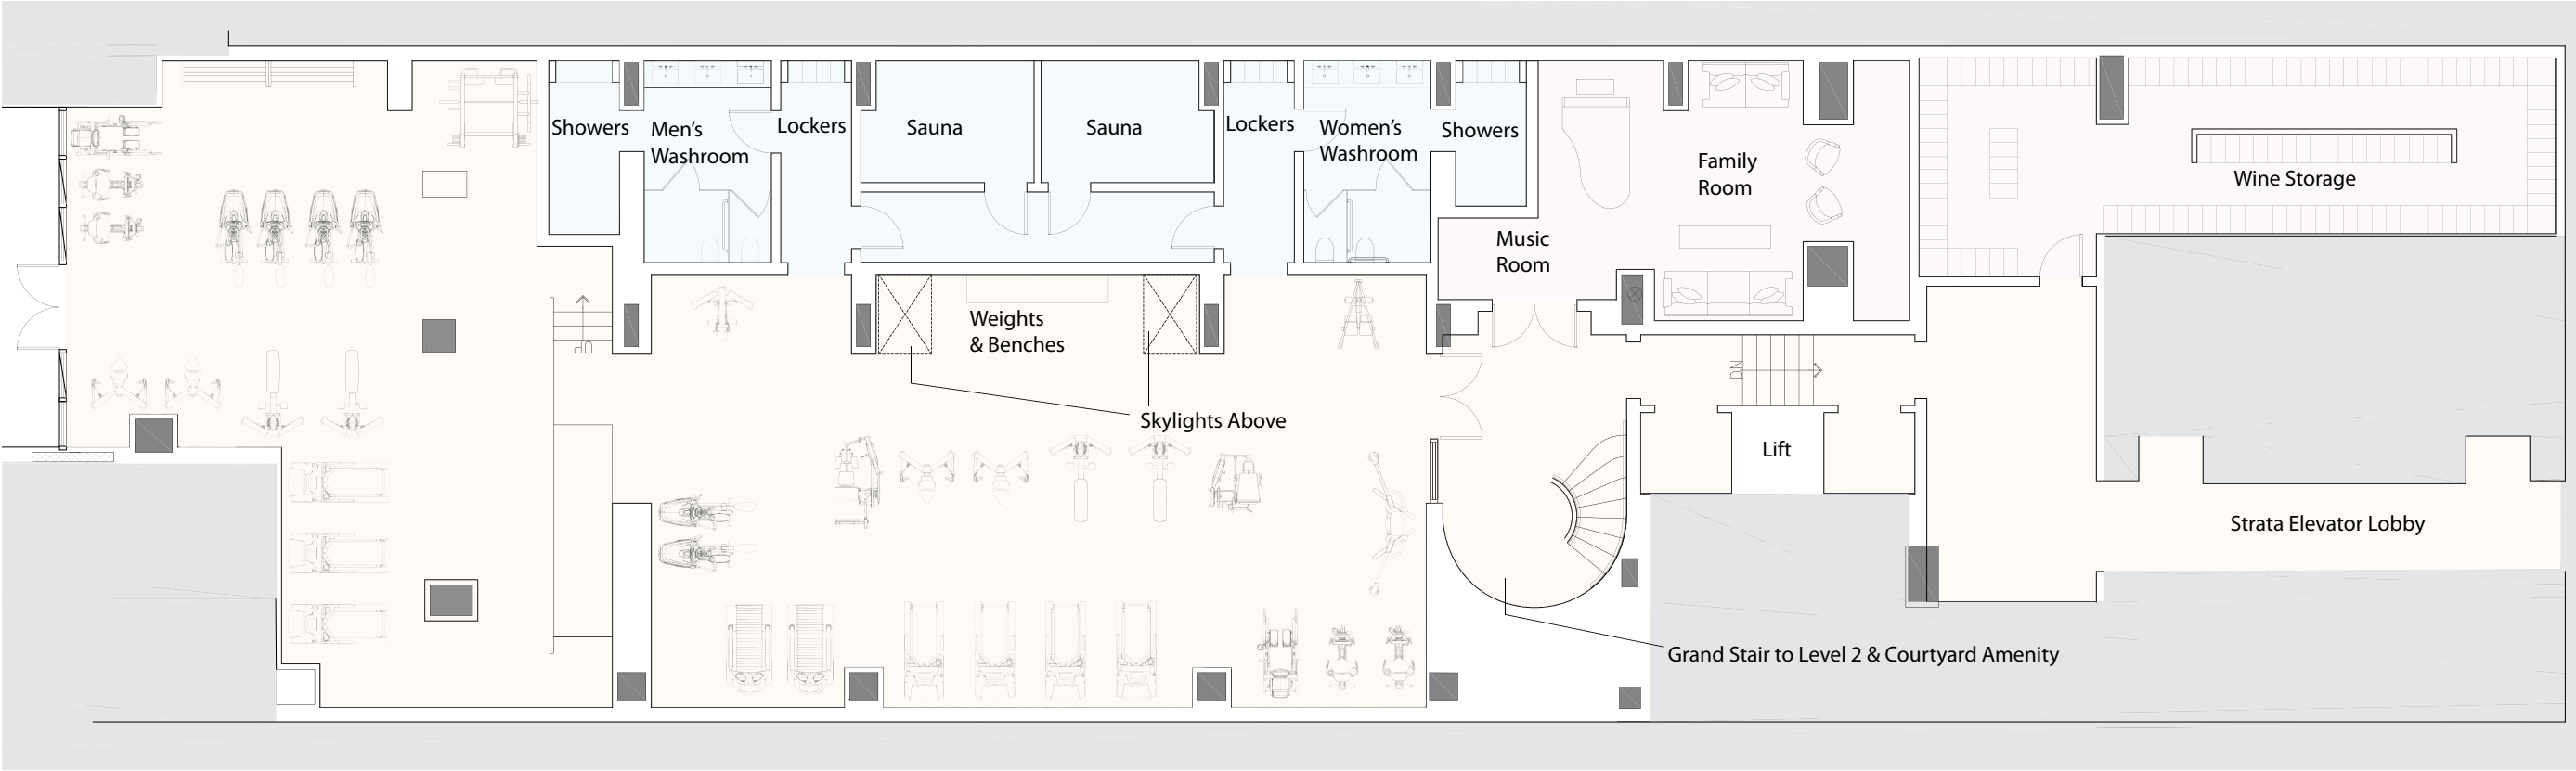 Showers
Men's
Washroom
Lockers
Sauna
Sauna
Lockers
Women's
Washroom
Showers
Family
Room
Wine Storage
Music
Room
UP
Weights
& Benches
DN
Skylights Above
Lift
Strata Elevator Lobby
Grand Stair to Level 2 & Courtyard Amenity